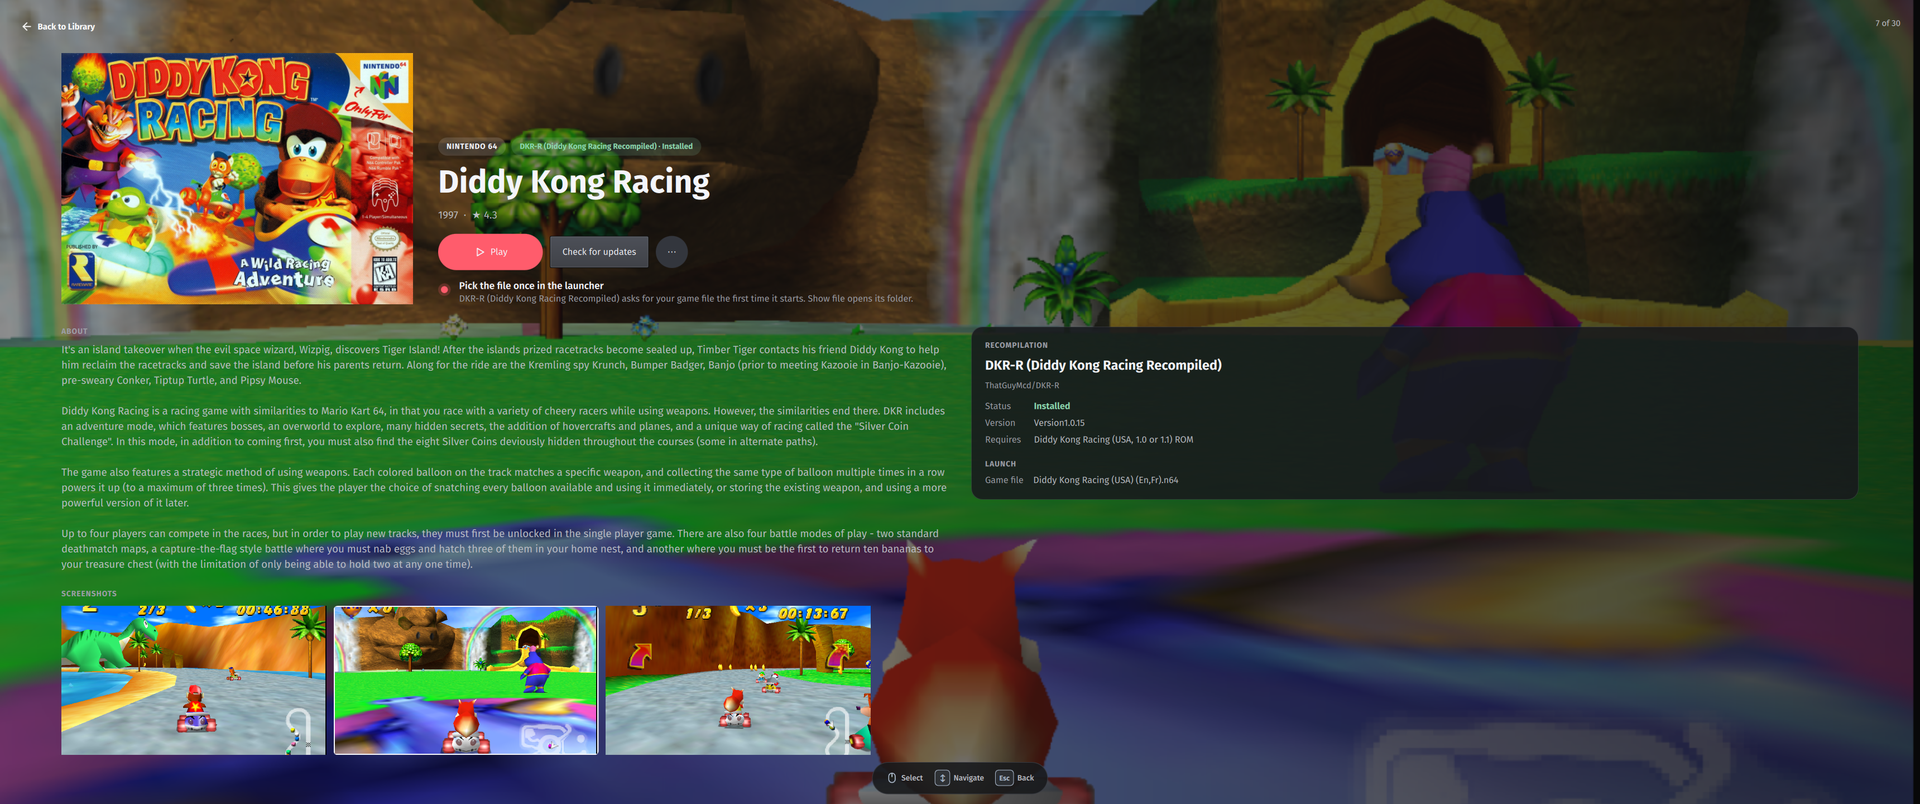 Back to Library
7 of 30
DIDDY KONG RACING
NINTENDO 64
Only For
PUBLISHED BY
A Wild Racing Adventure
NINTENDO 64
DKR-R (Diddy Kong Racing Recompiled) · Installed
Diddy Kong Racing
1997 · ★ 4.3
Play
Check for updates
...
Pick the file once in the launcher
DKR-R (Diddy Kong Racing Recompiled) asks for your game file the first time it starts. Show file opens its folder.
ABOUT
It's an island takeover when the evil space wizard, Wizpig, discovers Tiger Island! After the islands prized racetracks become sealed up, Timber Tiger contacts his friend Diddy Kong to help
him reclaim the racetracks and save the island before his parents return. Along for the ride are the Kremling spy Krunch, Bumper Badger, Banjo (prior to meeting Kazooie in Banjo-Kazooie),
pre-sweary Conker, Tiptup Turtle, and Pipsy Mouse.
Diddy Kong Racing is a racing game with similarities to Mario Kart 64, in that you race with a variety of cheery racers while using weapons. However, the similarities end there. DKR includes
an adventure mode, which features bosses, an overworld to explore, many hidden secrets, the addition of hovercrafts and planes, and a unique way of racing called the "Silver Coin
Challenge". In this mode, in addition to coming first, you must also find the eight Silver Coins deviously hidden throughout the courses (some in alternate paths).
The game also features a strategic method of using weapons. Each colored balloon on the track matches a specific weapon, and collecting the same type of balloon multiple times in a row
powers it up (to a maximum of three times). This gives the player the choice of snatching every balloon available and using it immediately, or storing the existing weapon, and using a more
powerful version of it later.
Up to four players can compete in the races, but in order to play new tracks, they must first be unlocked in the single player game. There are also four battle modes of play - two standard
deathmatch maps, a capture-the-flag style battle where you must nab eggs and hatch three of them in your home nest, and another where you must be the first to return ten bananas to
your treasure chest (with the limitation of only being able to hold two at any one time).
RECOMPILATION
DKR-R (Diddy Kong Racing Recompiled)
ThatGuyMcd/DKR-R
Status Installed
Version Version1.0.15
Requires Diddy Kong Racing (USA, 1.0 or 1.1) ROM
LAUNCH
Game file Diddy Kong Racing (USA) (En,Fr).n64
SCREENSHOTS
2/3 00:46:88
1/3 00:13:67
Select
Navigate
Esc Back